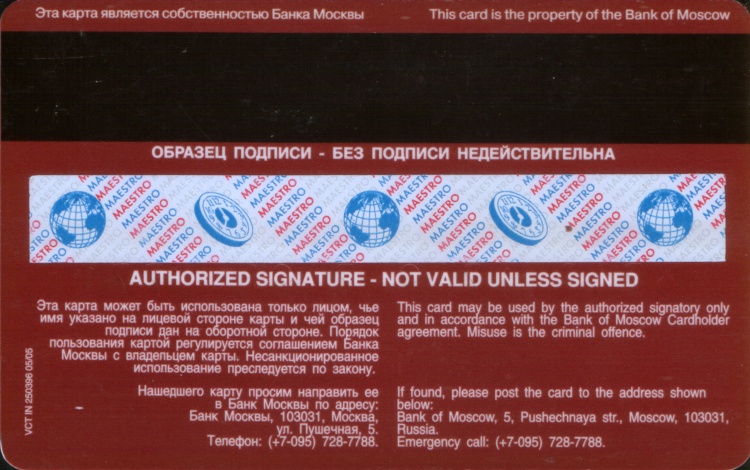 Эта карта является собственностью Банка Москвы
This card is the property of the Bank of Moscow
ОБРАЗЕЦ ПОДПИСИ - БЕЗ ПОДПИСИ НЕДЕЙСТВИТЕЛЬНА
MAESTRO MAESTRO MAESTRO MAESTRO MAESTRO
AUTHORIZED SIGNATURE - NOT VALID UNLESS SIGNED
Эта карта может быть использована только лицом, чье
имя указано на лицевой стороне карты и чей образец
подписи дан на оборотной стороне. Порядок
пользования картой регулируется соглашением Банка
Москвы с владельцем карты. Несанкционированное
использование преследуется по закону.
This card may be used by the authorized signatory only
and in accordance with the Bank of Moscow Cardholder
agreement. Misuse is the criminal offence.
Нашедшего карту просим направить ее
в Банк Москвы по адресу:
Банк Москвы, 103031, Москва,
ул. Пушечная, 5.
Телефон: (+7-095) 728-7788.
If found, please post the card to the address shown
below:
Bank of Moscow, 5, Pushechnaya str., Moscow, 103031,
Russia.
Emergency call: (+7-095) 728-7788.
VCT IN 250396 05/05